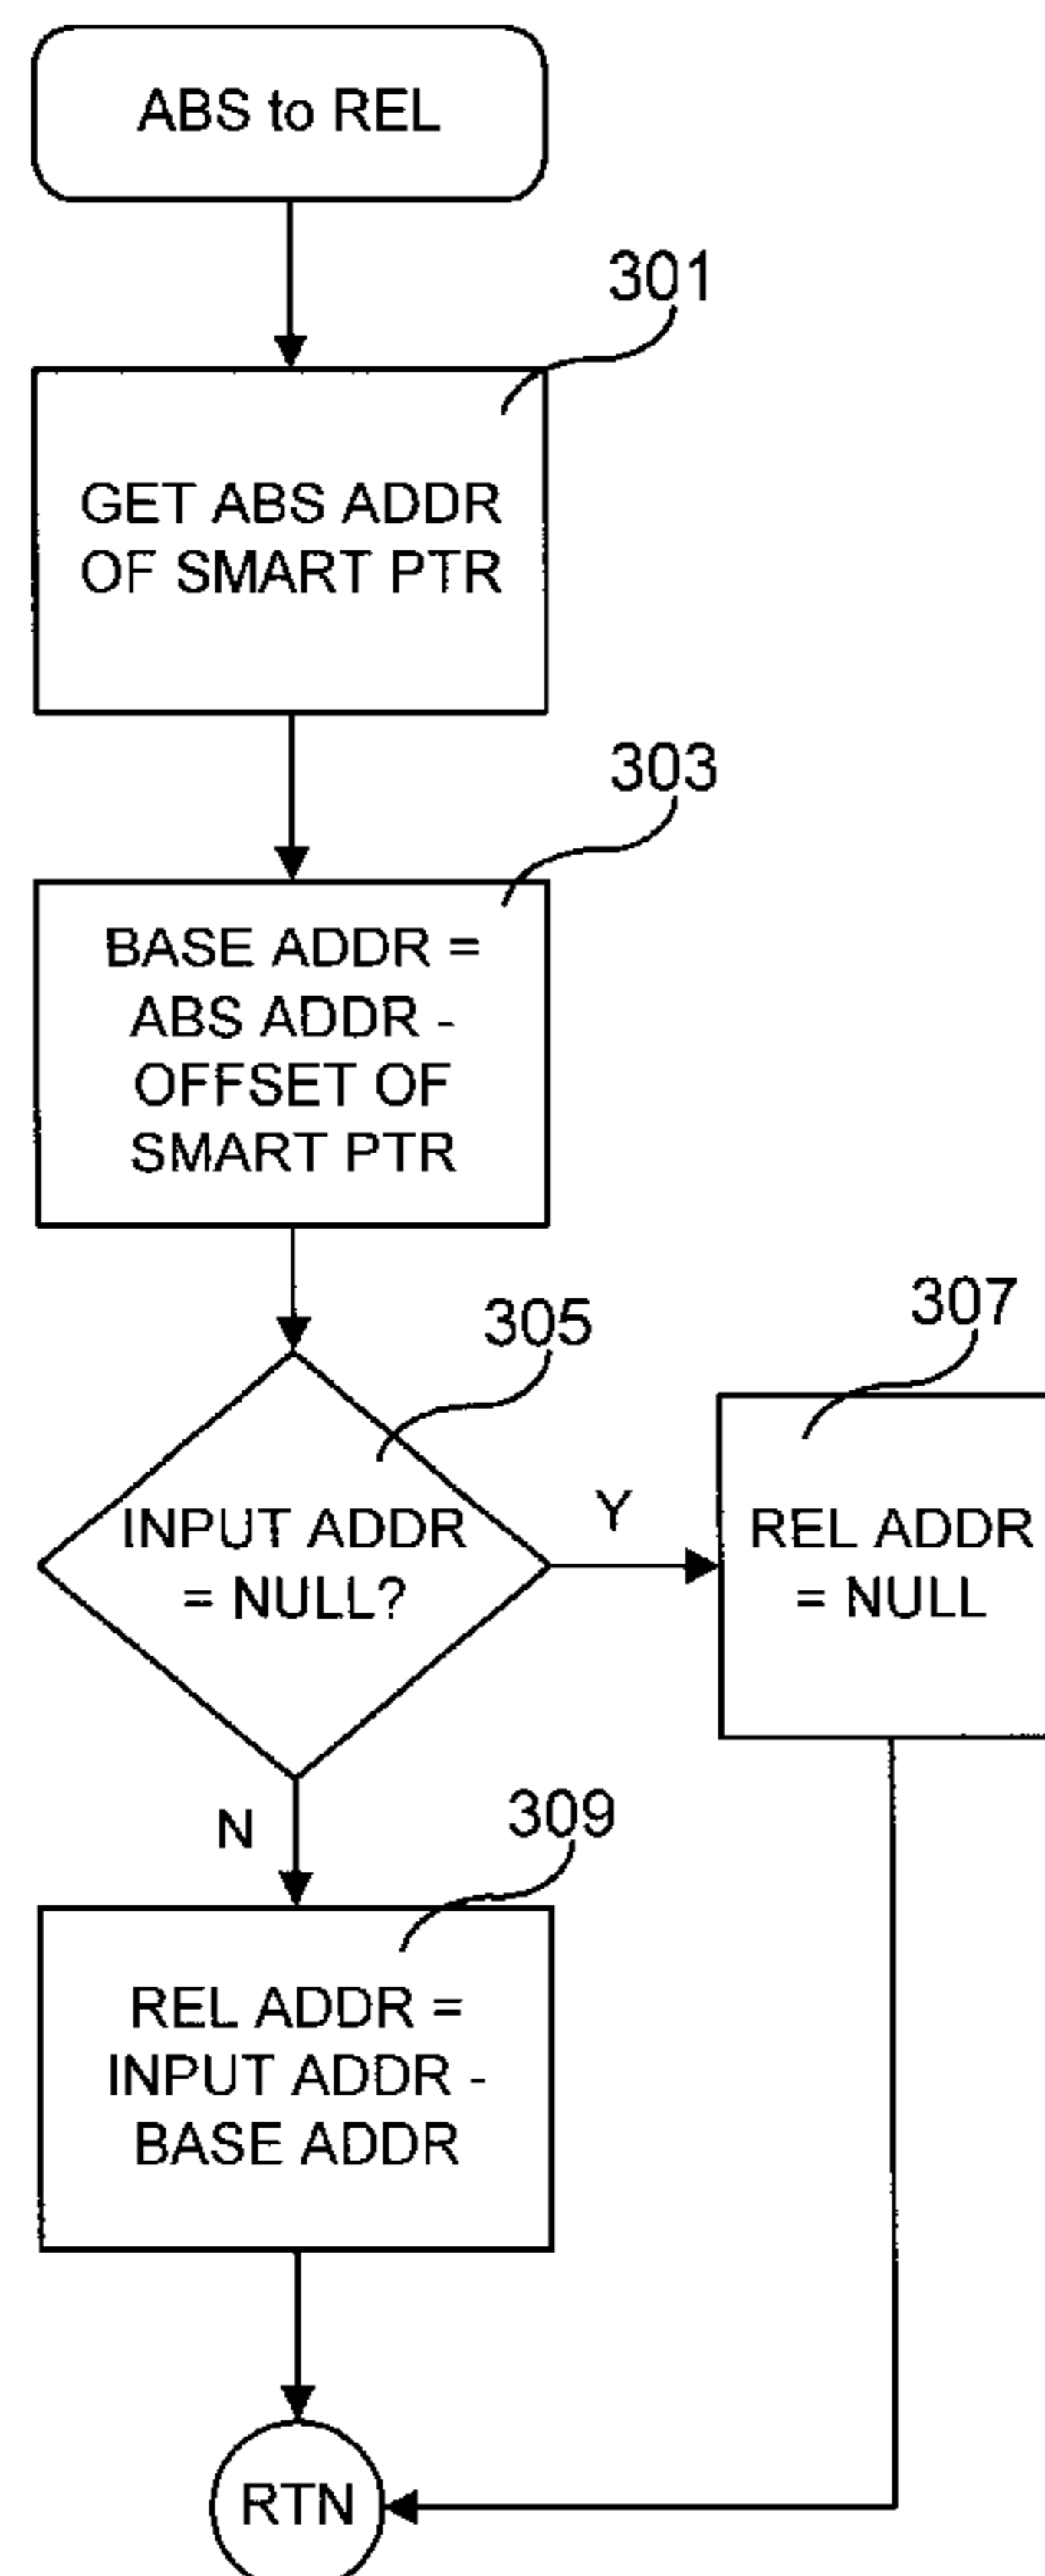 ABS to REL
301
GET ABS ADDR
OF SMART PTR
303
BASE ADDR =
ABS ADDR -
OFFSET OF
SMART PTR
305
INPUT ADDR
= NULL?
Y
307
REL ADDR
= NULL
N
309
REL ADDR =
INPUT ADDR -
BASE ADDR
RTN